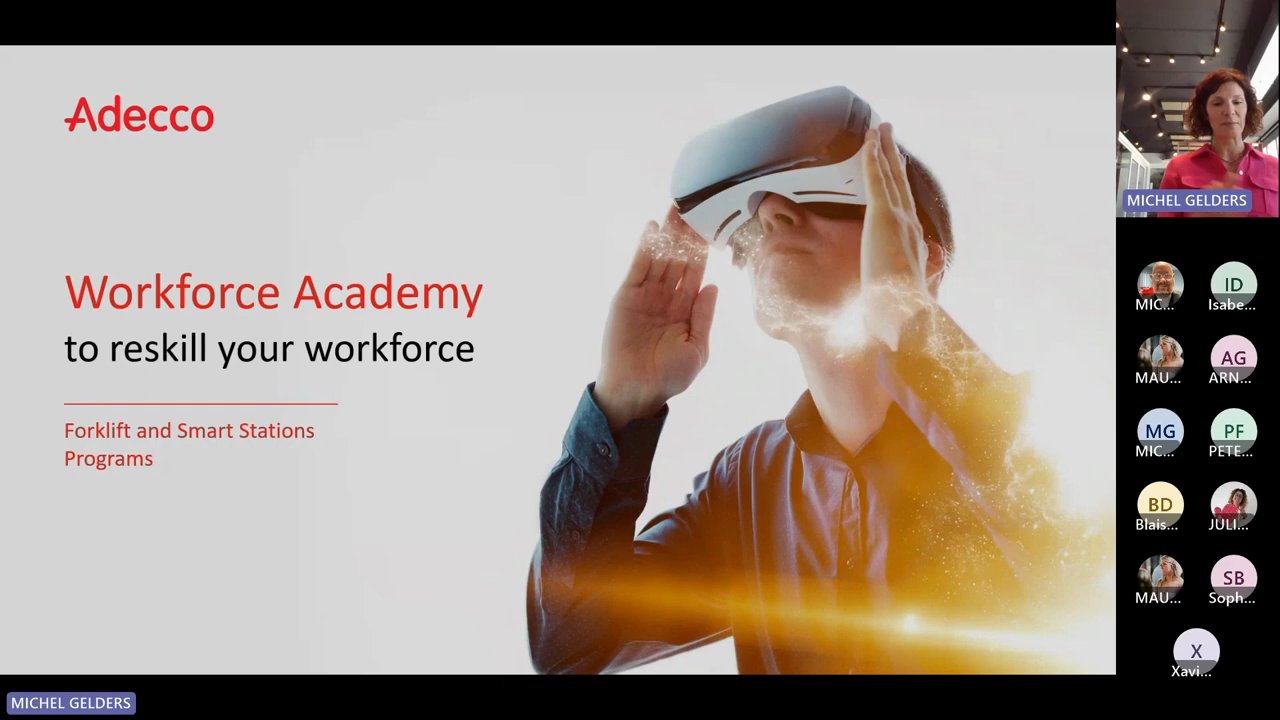 Adecco
Workforce Academy
to reskill your workforce
Forklift and Smart Stations
Programs
MICHEL GELDERS
MICHEL GELDERS
MIC...
ID
Isabe...
MAU...
AG
ARN...
MG
MIC...
PF
PETE...
BD
Blais...
JULI...
MAU...
SB
Soph...
X
Xavi...